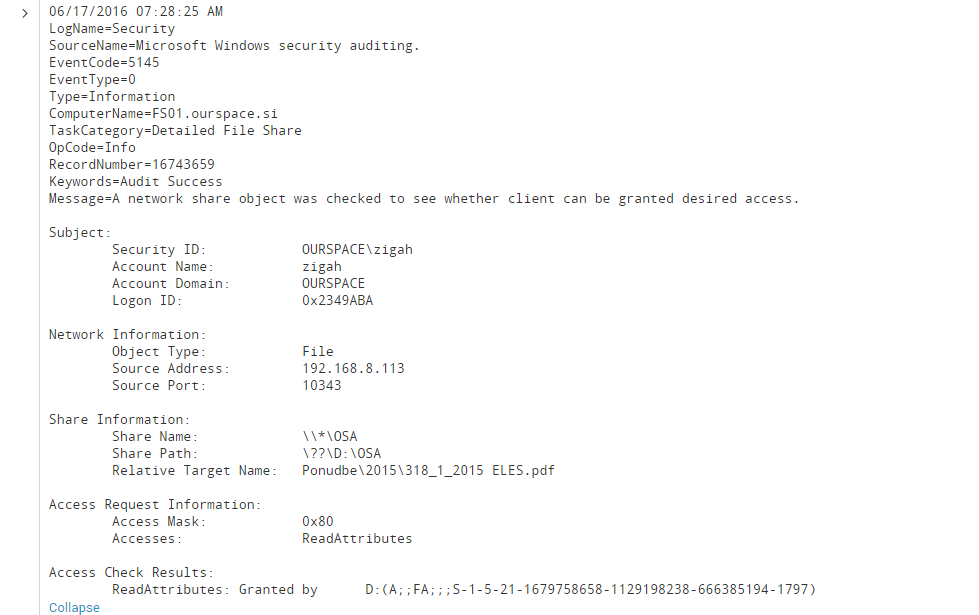 06/17/2016 07:28:25 AM
LogName=Security
SourceName=Microsoft Windows security auditing.
EventCode=5145
EventType=0
Type=Information
ComputerName=FS01.ourspace.si
TaskCategory=Detailed File Share
OpCode=Info
RecordNumber=16743659
Keywords=Audit Success
Message=A network share object was checked to see whether client can be granted desired access.
Subject:
Security ID: OURSPACE\zigah
Account Name: zigah
Account Domain: OURSPACE
Logon ID: 0x2349ABA
Network Information:
Object Type: File
Source Address: 192.168.8.113
Source Port: 10343
Share Information:
Share Name: \\*\OSA
Share Path: \??\D:\OSA
Relative Target Name: Ponudbe\2015\318_1_2015 ELES.pdf
Access Request Information:
Access Mask: 0x80
Accesses: ReadAttributes
Access Check Results:
ReadAttributes: Granted by D:(A;;FA;;;S-1-5-21-1679758658-1129198238-666385194-1797)
Collapse